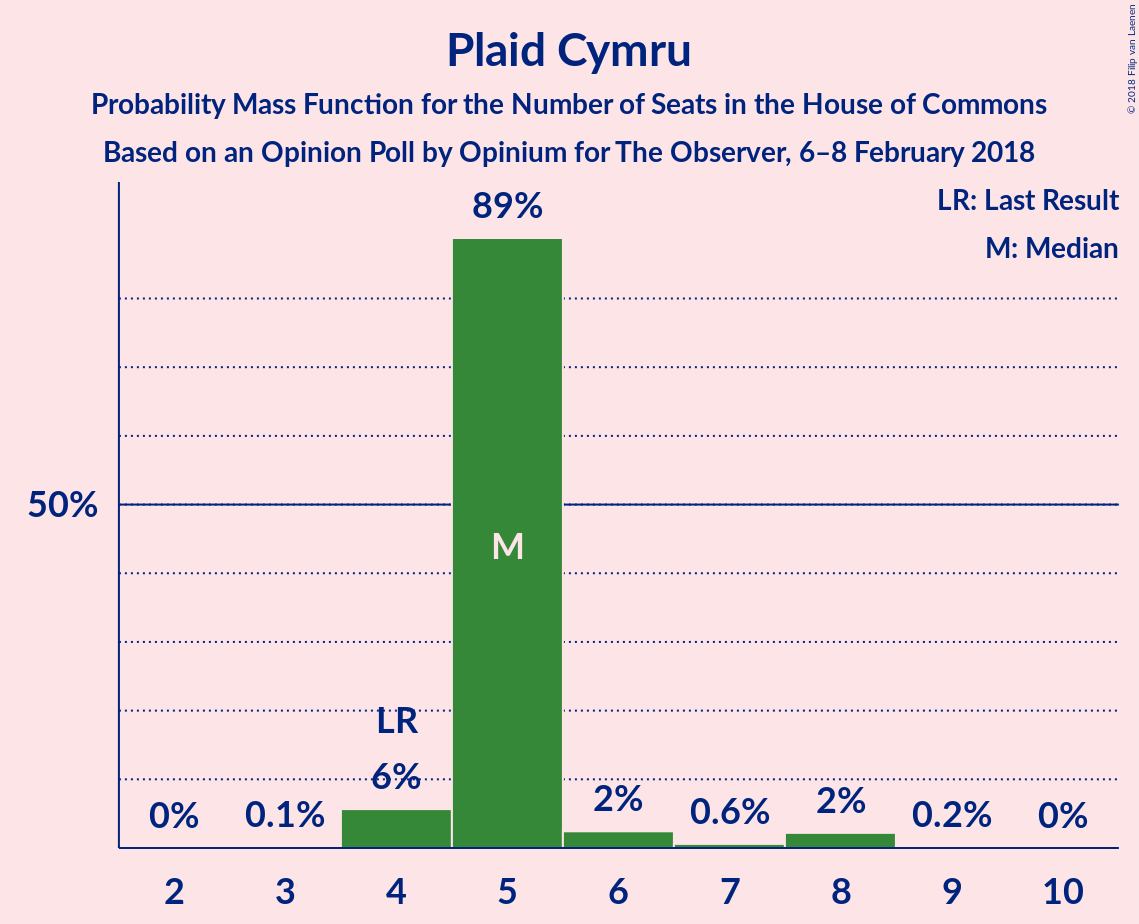 Plaid Cymru
Probability Mass Function for the Number of Seats in the House of Commons
Based on an Opinion Poll by Opinium for The Observer, 6–8 February 2018
© 2018 Filip van Laenen
LR: Last Result
M: Median
89%
50%
M
LR
6%
0%
0.1%
2%
0.6%
2%
0.2%
0%
2 3 4 5 6 7 8 9 10